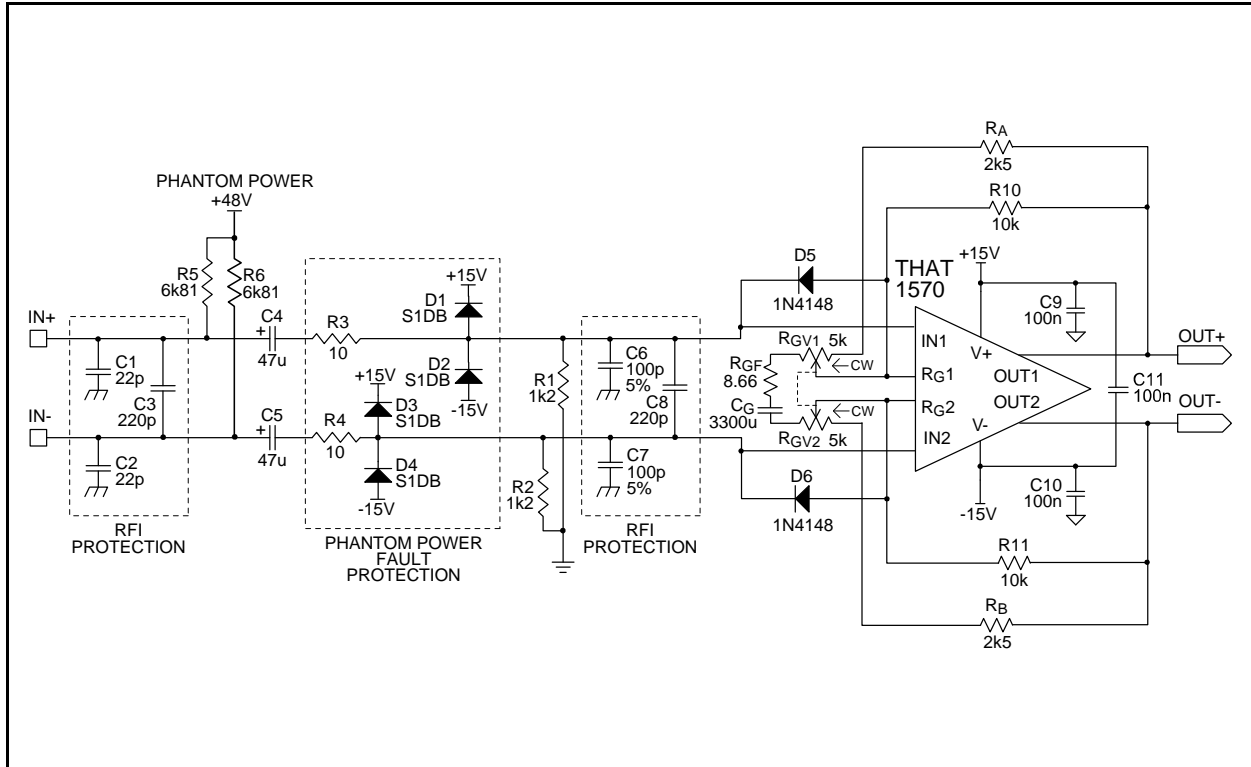 PHANTOM POWER
+48V
R5
6k81
R6
6k81
IN+
IN-
C1
22p
C3
220p
C2
22p
RFI
PROTECTION
C4
+
47u
C5
+
47u
R3
10
R4
10
+15V
D1
S1DB
D2
S1DB
-15V
+15V
D3
S1DB
D4
S1DB
-15V
PHANTOM POWER
FAULT
PROTECTION
R1
1k2
R2
1k2
C6
100p
5%
C8
220p
C7
100p
5%
RFI
PROTECTION
D5
1N4148
D6
1N4148
RGV1 5k
CW
RGF
8.66
CG
3300u
CW
RGV2 5k
RA
2k5
R10
10k
THAT
1570
+15V
C9
100n
IN1
V+
RG1
OUT1
RG2
OUT2
IN2
V-
C11
100n
C10
100n
-15V
R11
10k
RB
2k5
OUT+
OUT-